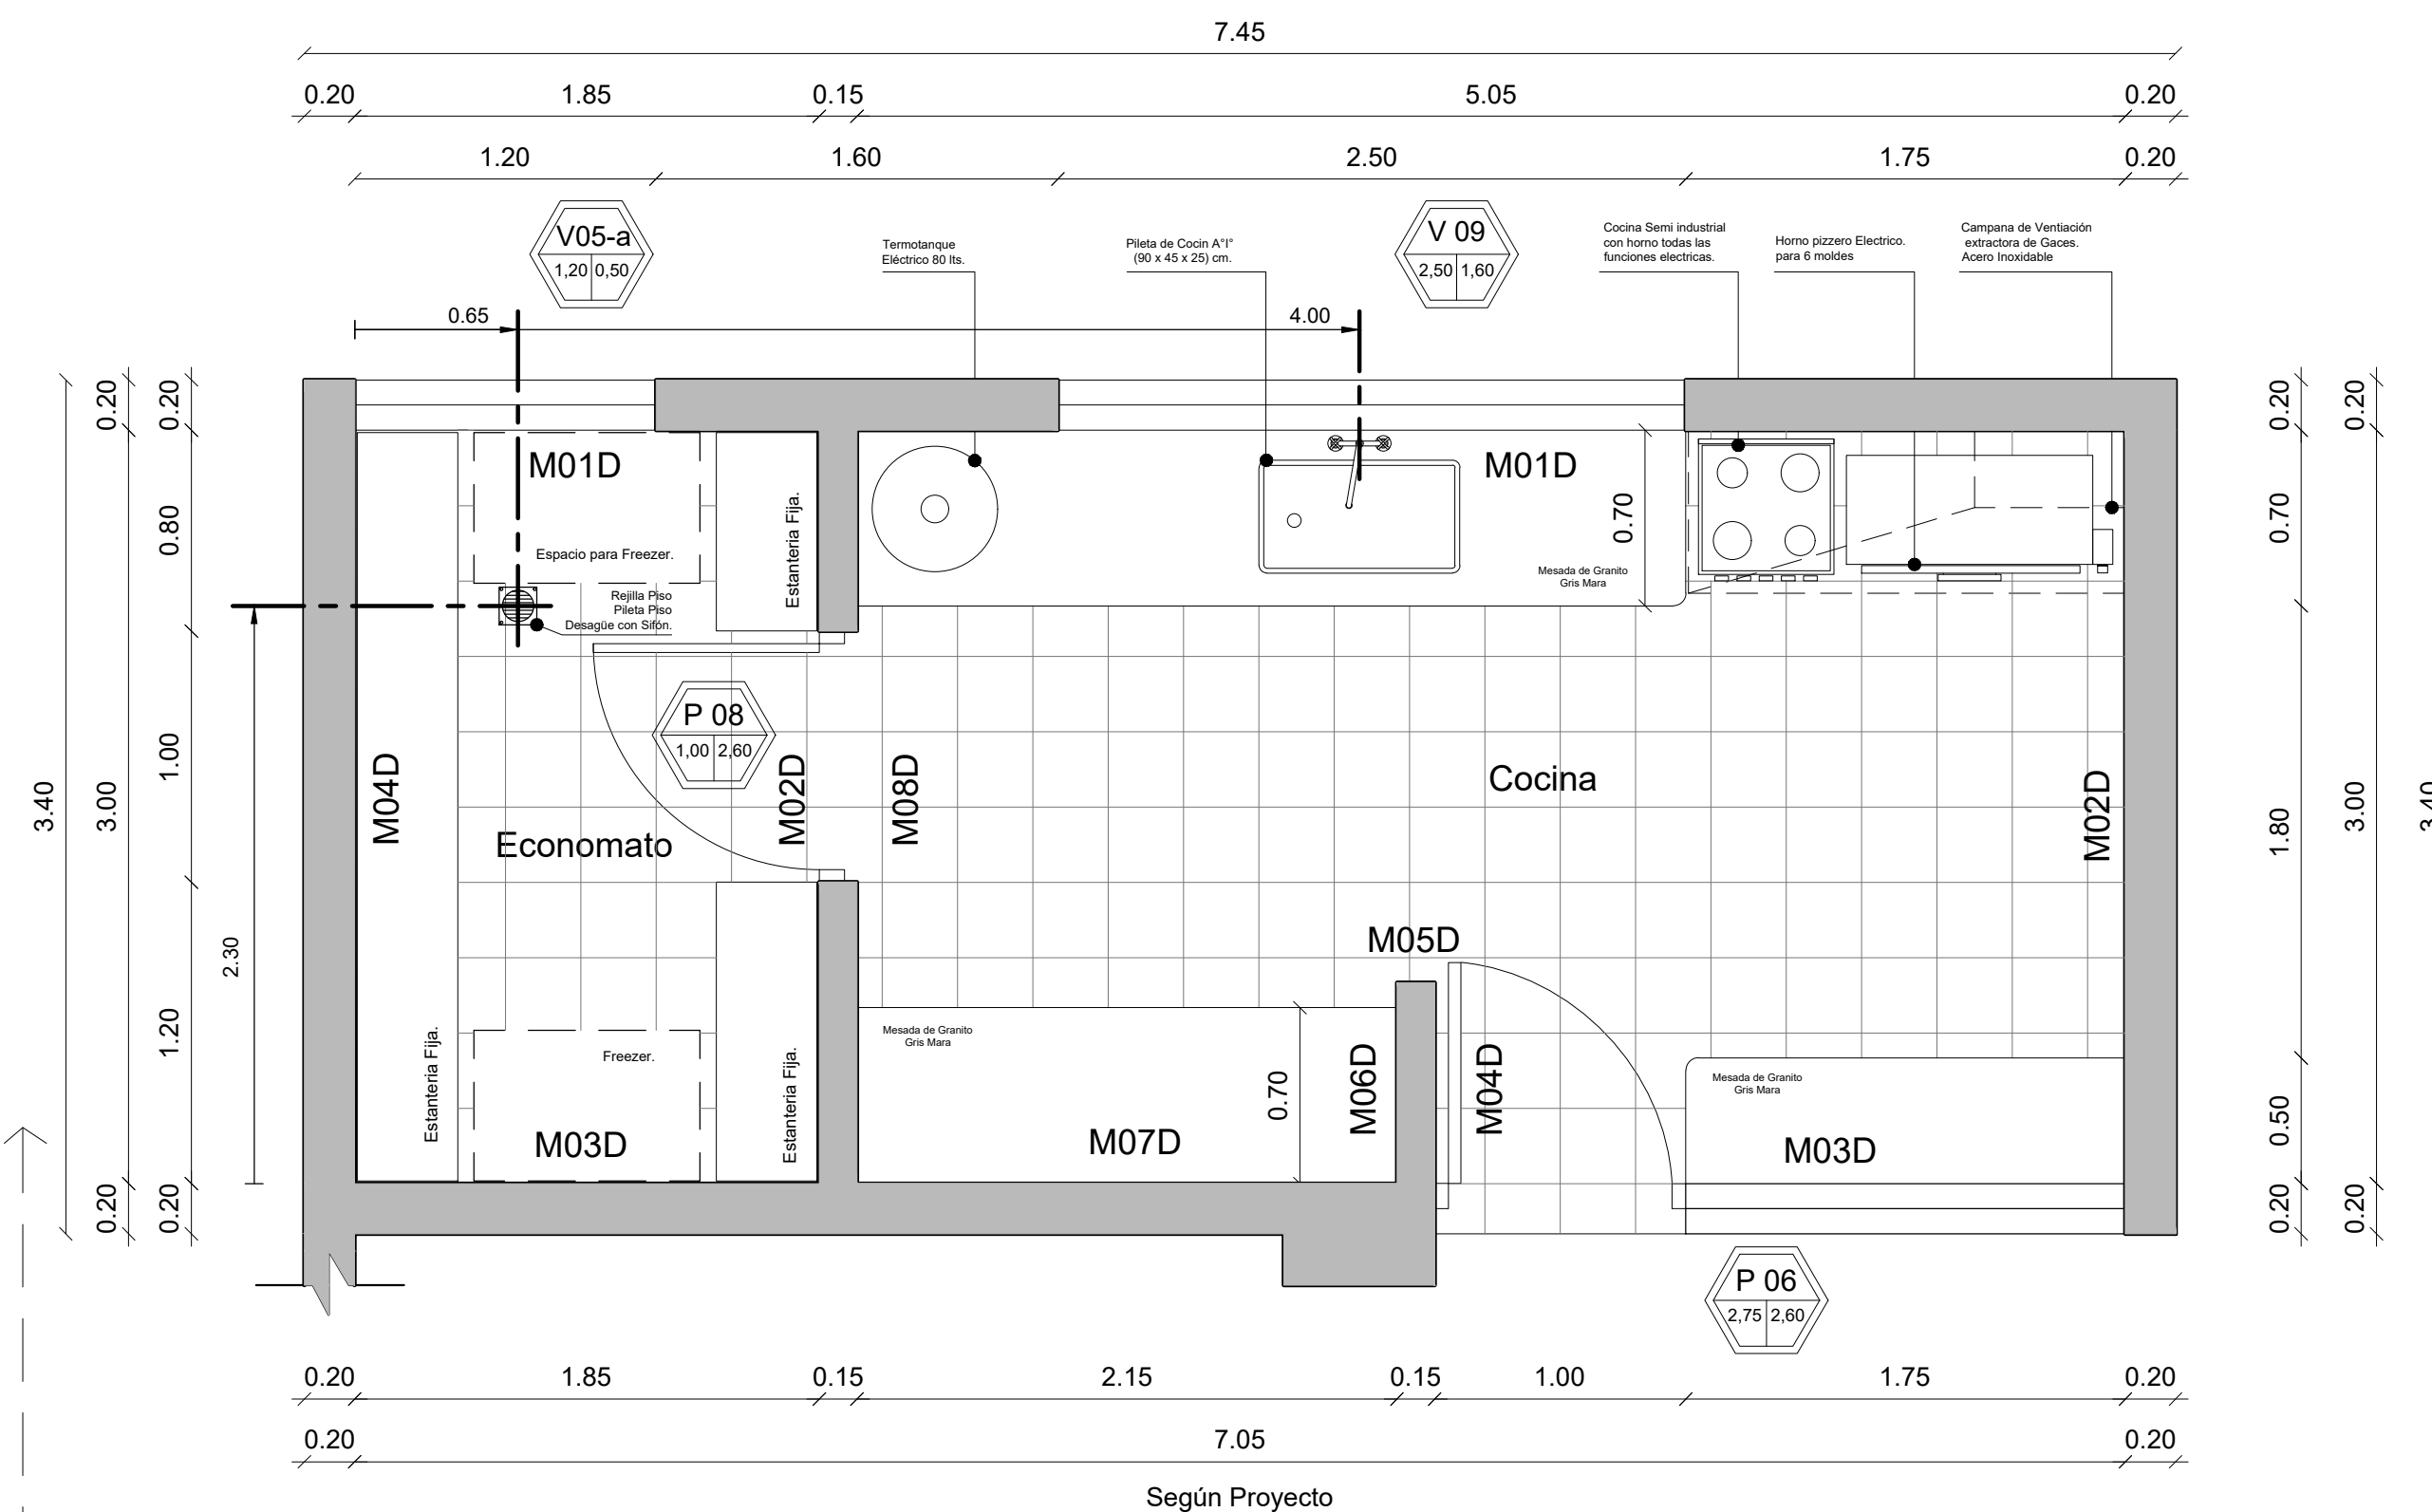 7.45
0.20 1.85 0.15 5.05 0.20
1.20 1.60 2.50 1.75 0.20
V05-a
1,20 0,50
Termotanque
Eléctrico 80 lts.
Pileta de Cocin A°I°
(90 x 45 x 25) cm.
V 09
2,50 1,60
Cocina Semi industrial
con horno todas las
funciones electricas.
Horno pizzero Electrico.
para 6 moldes
Campana de Ventiación
extractora de Gaces.
Acero Inoxidable
0.65 4.00
3.40
0.20
3.00
0.20
0.20
0.80
1.00
1.20
0.20
2.30
M01D
Espacio para Freezer.
Estanteria Fija.
Rejilla Piso
Pileta Piso
Desagüe con Sifón.
M01D
0.70
Mesada de Granito
Gris Mara
P 08
1,00 2,60
M04D
M02D
M08D
Economato
Cocina
M02D
M05D
Estanteria Fija.
Freezer.
M03D
Estanteria Fija.
Mesada de Granito
Gris Mara
M07D
0.70
M06D
M04D
Mesada de Granito
Gris Mara
M03D
0.20
0.70
1.80
0.50
0.20
0.20
3.00
0.20
3.40
P 06
2,75 2,60
0.20 1.85 0.15 2.15 0.15 1.00 1.75 0.20
0.20 7.05 0.20
Según Proyecto